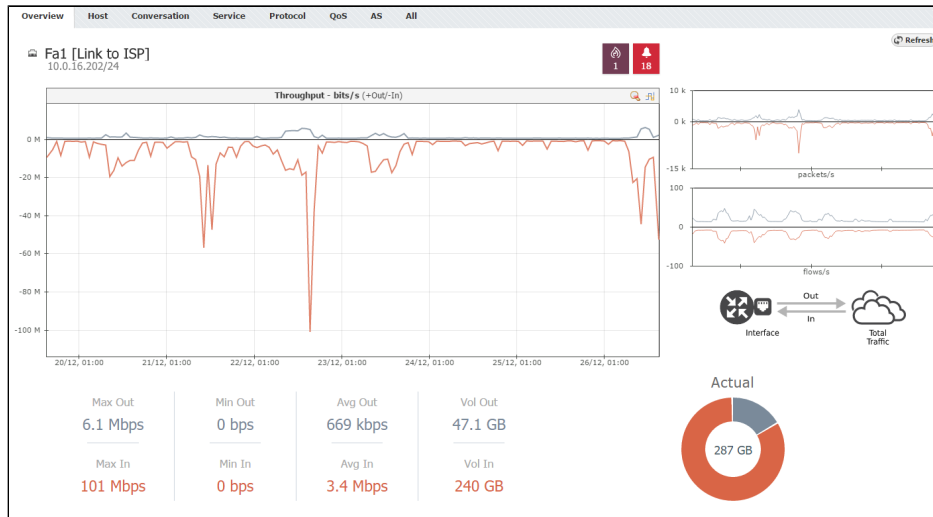 Overview Host Conversation Service Protocol QoS AS All
Refresh
Fa1 [Link to ISP]
10.0.16.202/24
1 18
Throughput - bits/s (+Out/-In)
0 M
-20 M
-40 M
-60 M
-80 M
-100 M
20/12, 01:00 21/12, 01:00 22/12, 01:00 23/12, 01:00 24/12, 01:00 25/12, 01:00 26/12, 01:00
10 k
0 k
-15 k
packets/s
100
0
-100
flows/s
Out
In
Interface
Total
Traffic
Max Out Min Out Avg Out Vol Out
6.1 Mbps 0 bps 669 kbps 47.1 GB
Max In Min In Avg In Vol In
101 Mbps 0 bps 3.4 Mbps 240 GB
Actual
287 GB